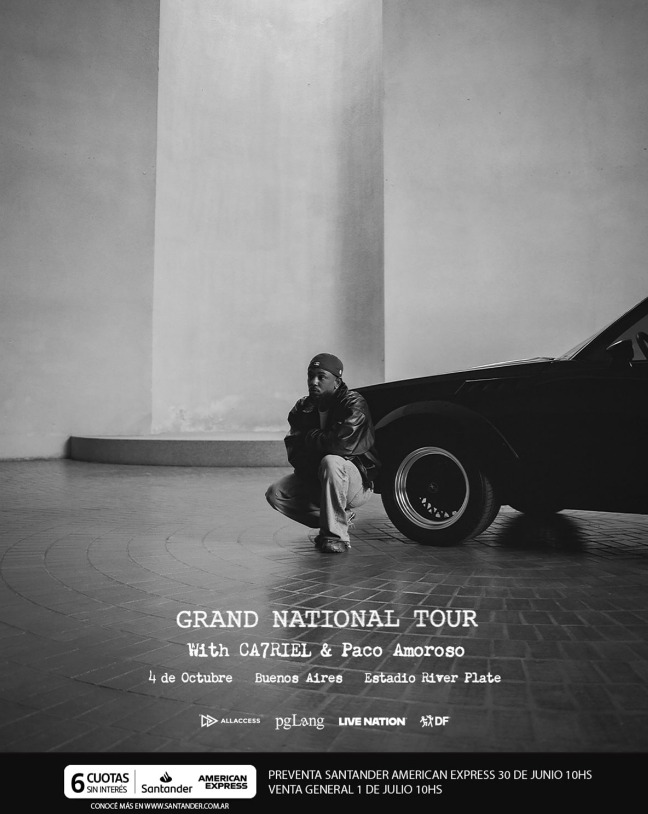 GRAND NATIONAL TOUR
With CA7RIEL & Paco Amoroso
4 de Octubre Buenos Aires Estadio River Plate
ALLACCESS pgLang LIVE NATION DF
6 CUOTAS SIN INTERÉS Santander AMERICAN EXPRESS
CONOCÉ MÁS EN WWW.SANTANDER.COM.AR
PREVENTA SANTANDER AMERICAN EXPRESS 30 DE JUNIO 10HS
VENTA GENERAL 1 DE JULIO 10HS